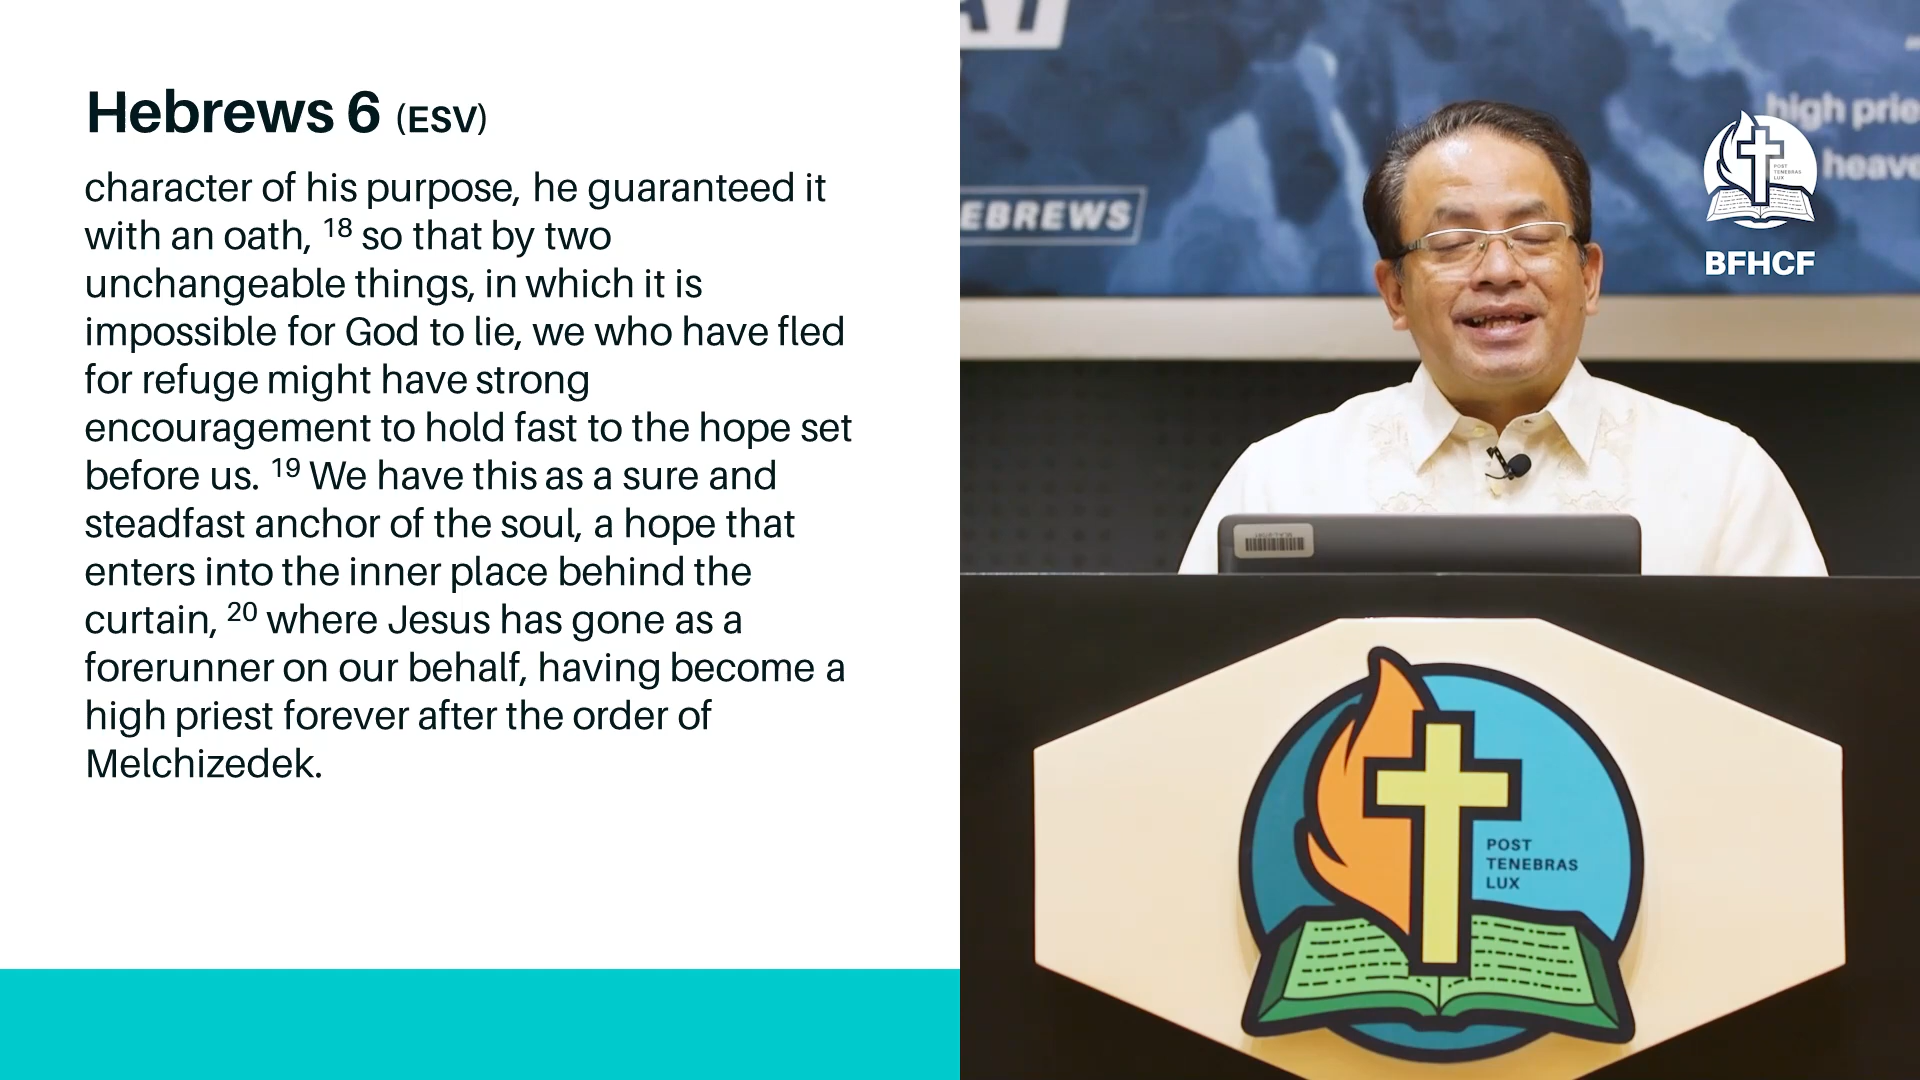 Hebrews 6 (ESV)
character of his purpose, he guaranteed it
with an oath, 18 so that by two
unchangeable things, in which it is
impossible for God to lie, we who have fled
for refuge might have strong
encouragement to hold fast to the hope set
before us. 19 We have this as a sure and
steadfast anchor of the soul, a hope that
enters into the inner place behind the
curtain, 20 where Jesus has gone as a
forerunner on our behalf, having become a
high priest forever after the order of
Melchizedek.
EBREWS
high prie
heave
POST
TENEBRAS
LUX
BFHCF
POST
TENEBRAS
LUX